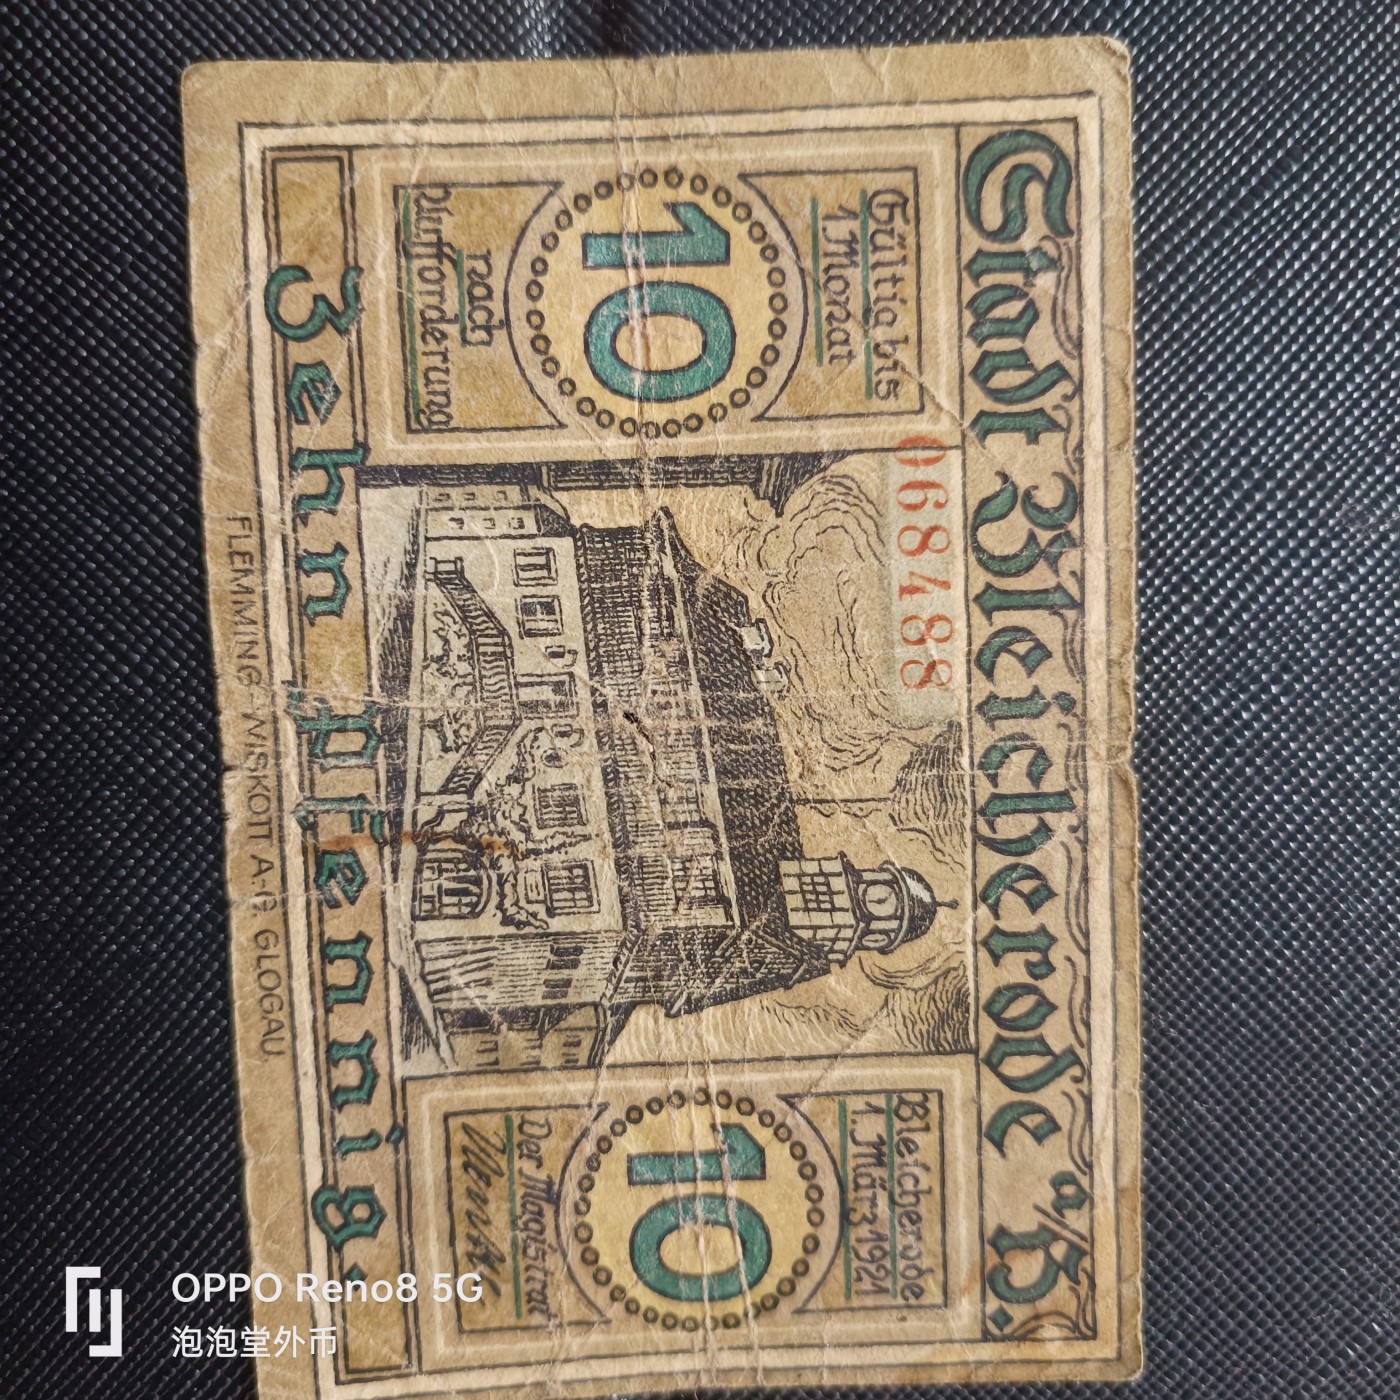 Stadt Bleicherode a/H.
Gültig bis
1. Monat
nach
Aufforderung
10
068488
Bleicherode,
1. März 1921
10
Der Magistrat
Zehn Pfennig.
FLEMMING-WISKOTT A-G. GLOGAU.
OPPO Reno8 5G
泡泡堂外币